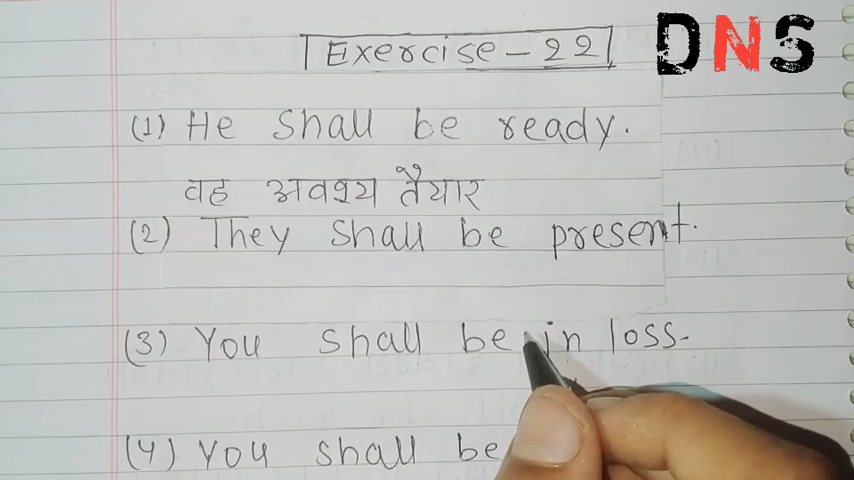 DNS
Exercise - 22
(1) He shall be ready.
वह अवश्य तैयार
(2) They shall be present.
(3) You shall be in loss.
(4) You shall be